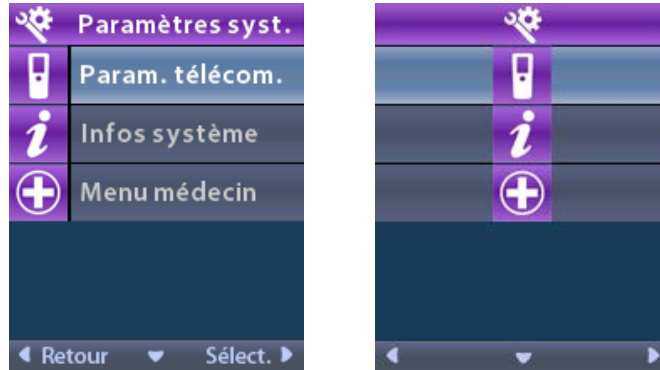 Paramètres syst.
Param. télécom.
Infos système
Menu médecin
Retour Sélect.